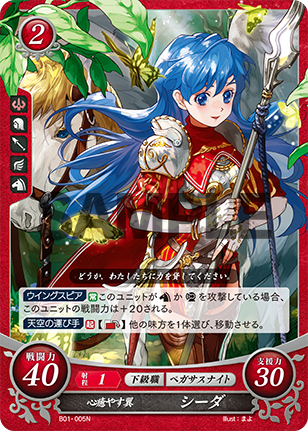 2
SAMPLE
どうか、わたしたちに力を貸してください。
ウイングスピア 常 このユニットが か を攻撃している場合、
このユニットの戦闘力は+20される。
天空の運び手 起 【 】他の味方を1体選び、移動させる。
戦闘力
40
射程 1 下級職 ペガサスナイト
支援力
30
心癒やす翼 シーダ
B01-005N
Illust:まよ